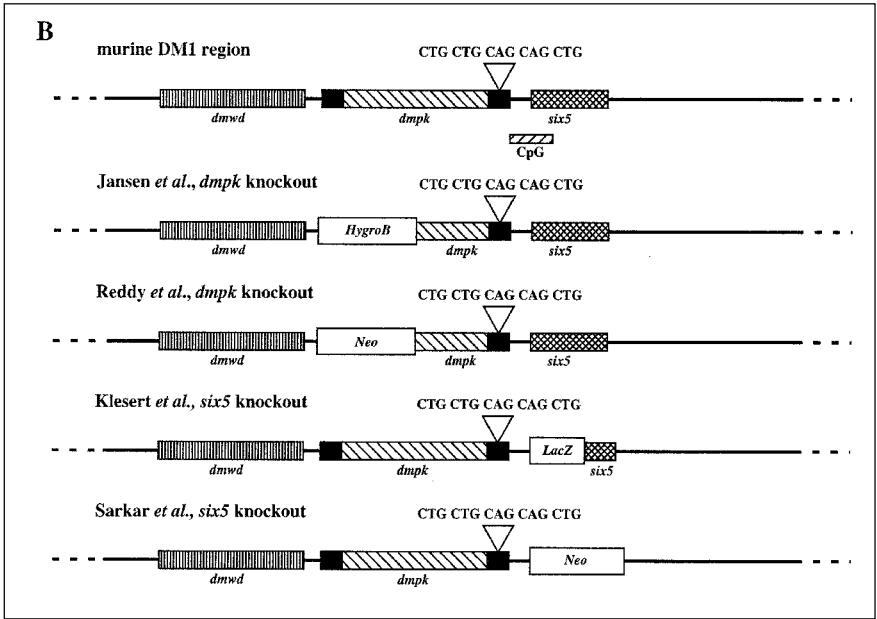 B
murine DM1 region
CTG CTG CAG CAG CTG
dmwd
dmpk
six5
CpG
Jansen et al., dmpk knockout
CTG CTG CAG CAG CTG
HygroB
dmwd
dmpk
six5
Reddy et al., dmpk knockout
CTG CTG CAG CAG CTG
Neo
dmwd
dmpk
six5
Klesert et al., six5 knockout
CTG CTG CAG CAG CTG
LacZ
dmwd
dmpk
six5
Sarkar et al., six5 knockout
CTG CTG CAG CAG CTG
Neo
dmwd
dmpk